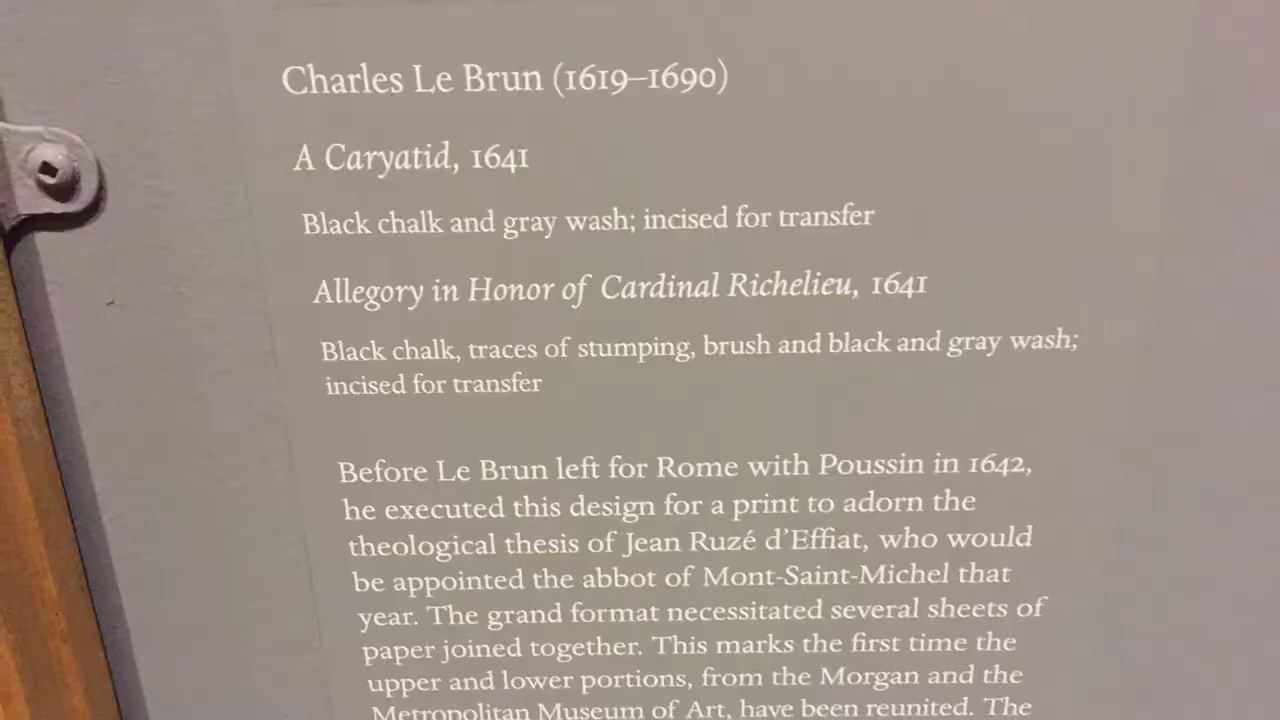 Charles Le Brun (1619–1690)
A Caryatid, 1641
Black chalk and gray wash; incised for transfer
Allegory in Honor of Cardinal Richelieu, 1641
Black chalk, traces of stumping, brush and black and gray wash;
incised for transfer
Before Le Brun left for Rome with Poussin in 1642,
he executed this design for a print to adorn the
theological thesis of Jean Ruzé d’Effiat, who would
be appointed the abbot of Mont-Saint-Michel that
year. The grand format necessitated several sheets of
paper joined together. This marks the first time the
upper and lower portions, from the Morgan and the
Metropolitan Museum of Art, have been reunited. The